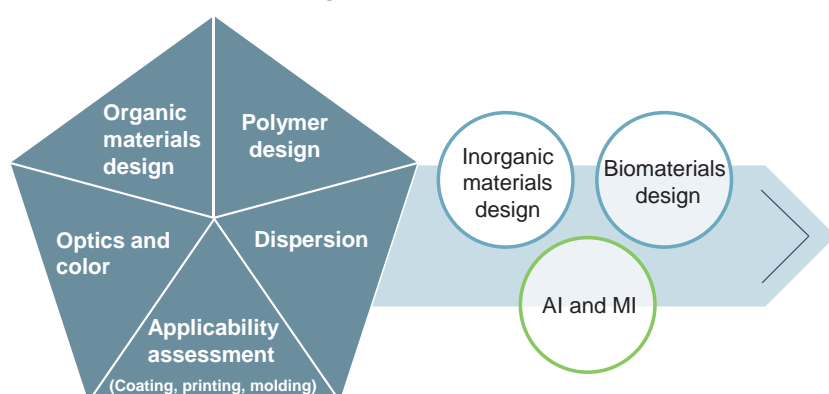 Organic
materials
design
Polymer
design
Optics and
color
Dispersion
Applicability
assessment
(Coating, printing, molding)
Inorganic
materials
design
Biomaterials
design
AI and MI